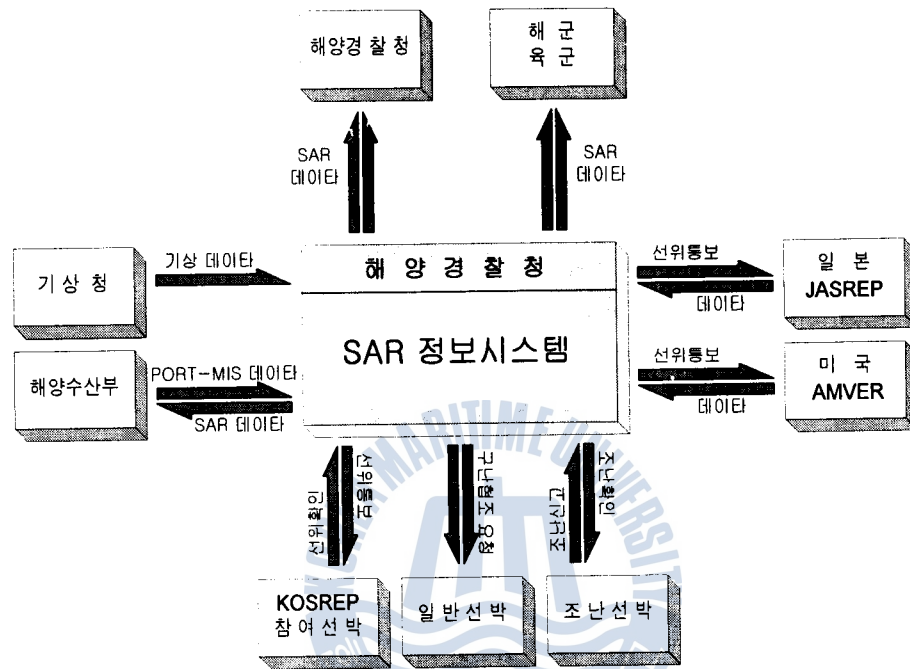 해양경찰청
해 군
육 군
SAR
데이타
SAR
데이타
기 상 청
기상 데이타
해 양 경 찰 청
선위통보
데이타
일 본
JASREP
해양수산부
PORT-MIS 데이타
SAR 데이타
SAR 정보시스템
선위통보
데이타
미 국
AMVER
선위확인
선위통보
구난협조 요청
조난신고
조난확인
KOREA MARITIME UNIVERSITY
KOSREP
참여선박
일반선박
조난선박